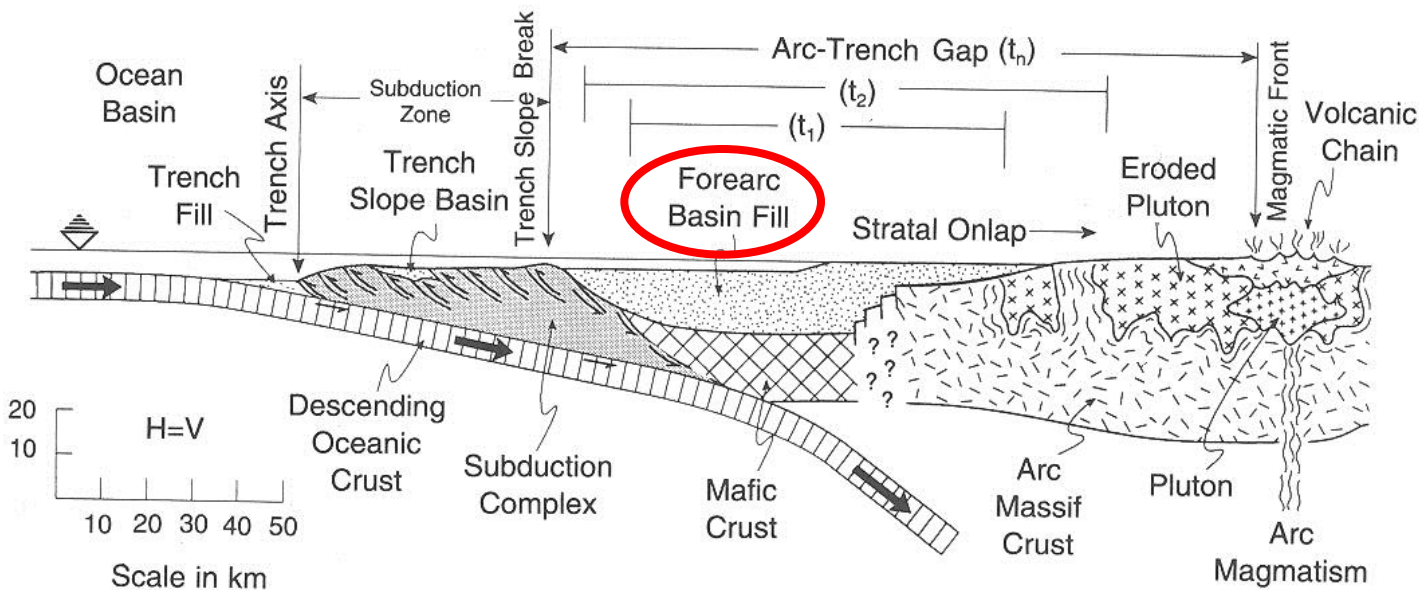 Ocean
Basin
Trench Axis
Subduction
Zone
Trench Slope Break
Arc-Trench Gap (tn)
(t2)
(t1)
Magmatic Front
Volcanic
Chain
Trench
Fill
Trench
Slope Basin
Forearc
Basin Fill
Stratal Onlap
Eroded
Pluton
? ?
? ?
? ?
?
20
10
H=V
10 20 30 40 50
Scale in km
Descending
Oceanic
Crust
Subduction
Complex
Mafic
Crust
Arc
Massif
Crust
Pluton
Arc
Magmatism